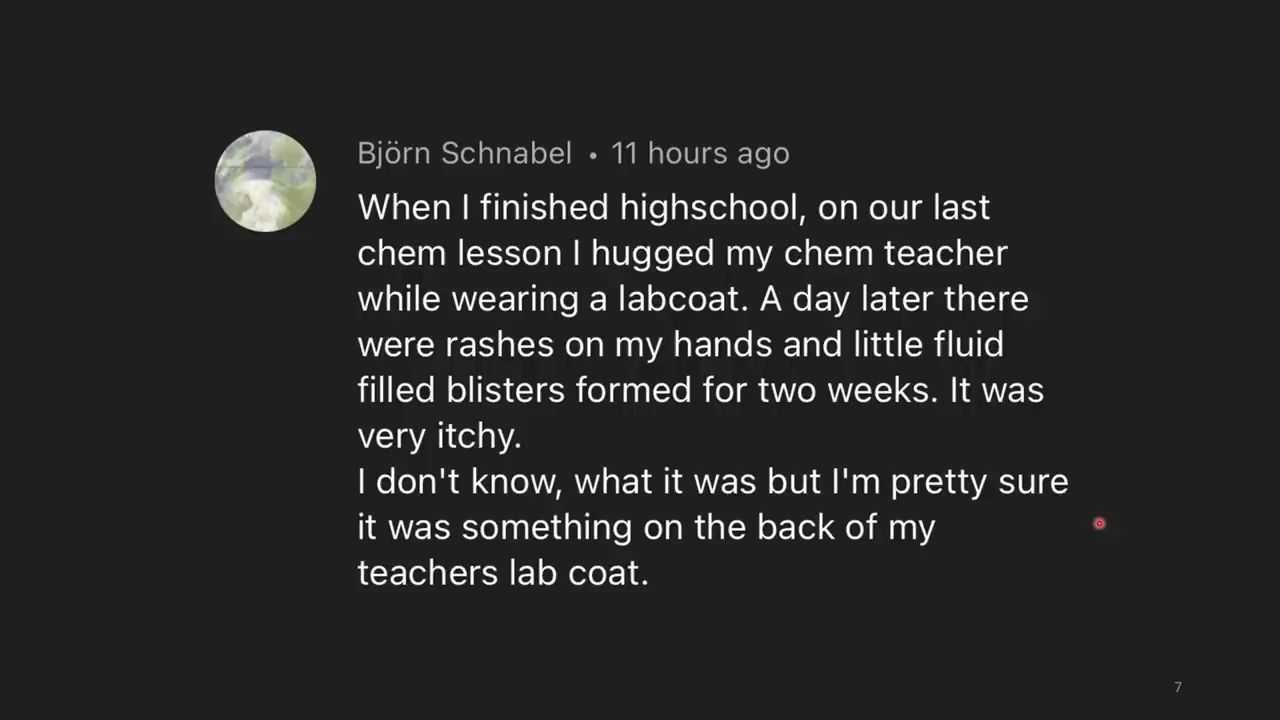 Björn Schnabel • 11 hours ago
When I finished highschool, on our last
chem lesson I hugged my chem teacher
while wearing a labcoat. A day later there
were rashes on my hands and little fluid
filled blisters formed for two weeks. It was
very itchy.
I don't know, what it was but I'm pretty sure
it was something on the back of my
teachers lab coat.
7